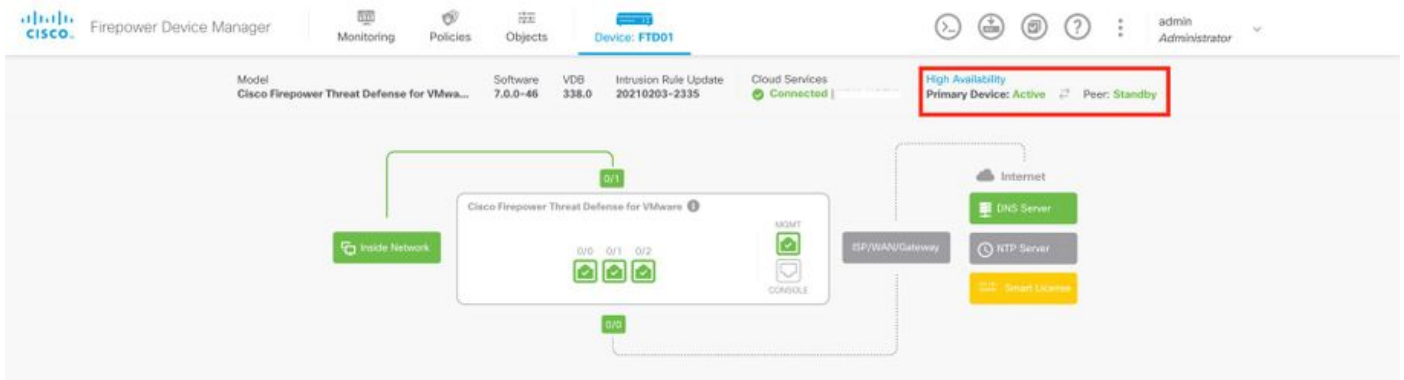 CISCO Firepower Device Manager
Monitoring Policies Objects Device: FTD01
admin
Administrator
Model
Cisco Firepower Threat Defense for VMwa...
Software
7.0.0-46
VDB
338.0
Intrusion Rule Update
20210203-2335
Cloud Services
Connected |
High Availability
Primary Device: Active Peer: Standby
0/1
Internet
Cisco Firepower Threat Defense for VMware
DNS Server
MGMT
Inside Network
0/0 0/1 0/2
ISP/WAN/Gateway
NTP Server
CONSOLE
Smart License
0/0